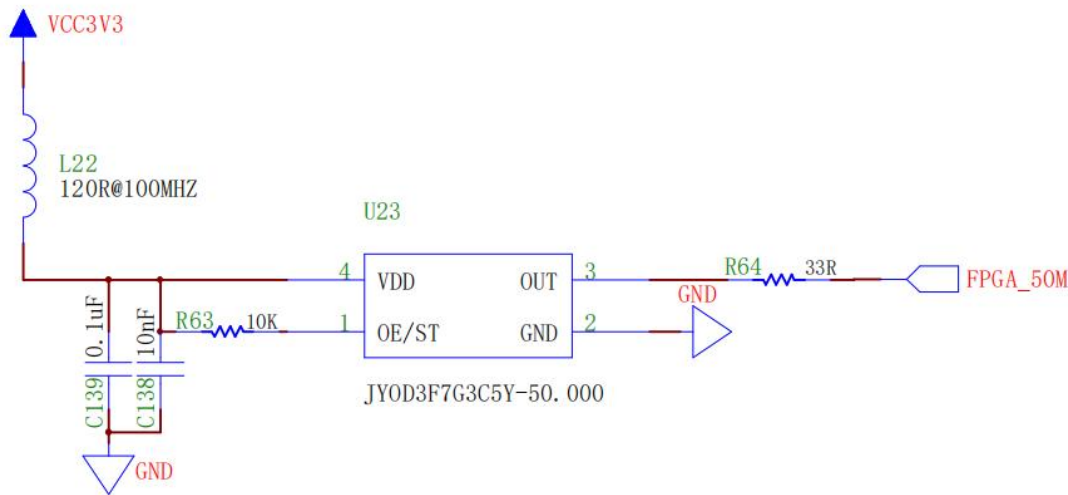 VCC3V3
L22
120R@100MHZ
U23
4
VDD
OUT
3
R64
33R
FPGA_50M
GND
0.1uF
10nF
R63
10K
1
OE/ST
GND
2
C139
C138
JYOD3F7G3C5Y-50.000
GND